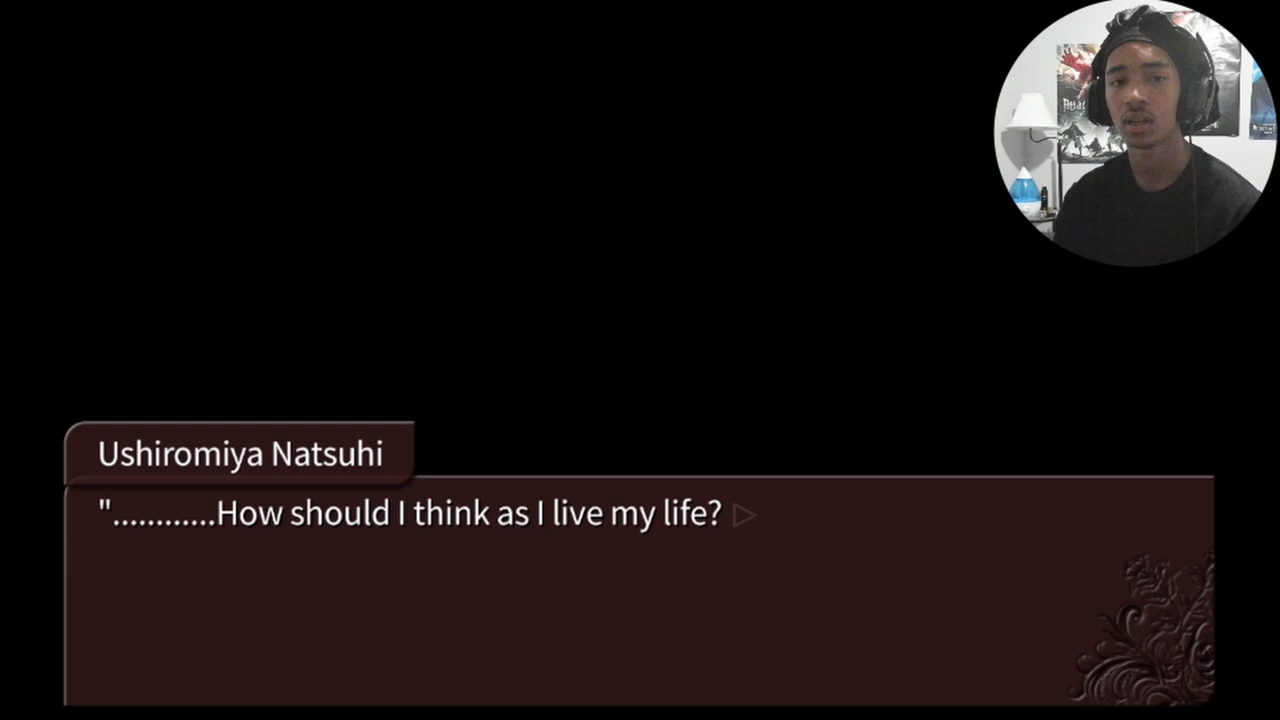 Ushiromiya Natsuhi
"............How should I think as I live my life?